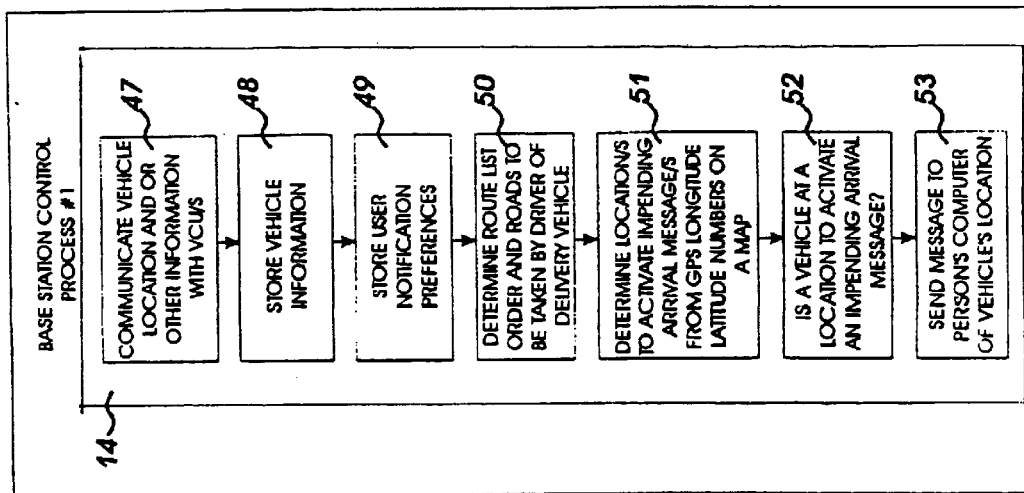 BASE STATION CONTROL
PROCESS #1
14
47
COMMUNICATE VEHICLE
LOCATION AND OR
OTHER INFORMATION
WITH VCU/S
48
STORE VEHICLE
INFORMATION
49
STORE USER
NOTIFICATION
PREFERENCES
50
DETERMINE ROUTE LIST
ORDER AND ROADS TO
BE TAKEN BY DRIVER OF
DELIVERY VEHICLE
51
DETERMINE LOCATION/S
TO ACTIVATE IMPENDING
ARRIVAL MESSAGE/S
FROM GPS LONGITUDE
LATITUDE NUMBERS ON
A MAP
52
IS A VEHICLE AT A
LOCATION TO ACTIVATE
AN IMPENDING ARRIVAL
MESSAGE?
53
SEND MESSAGE TO
PERSON'S COMPUTER
OF VEHICLE'S LOCATION